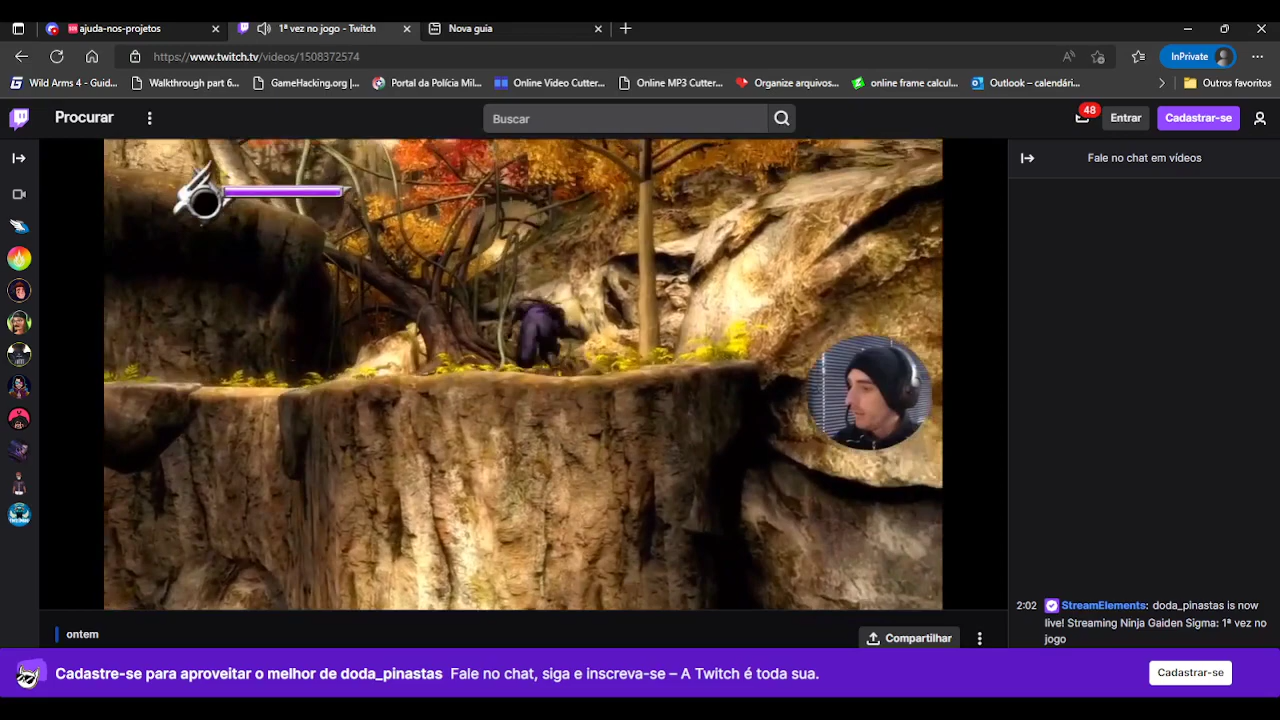 ajuda-nos-projetos
1ª vez no jogo - Twitch
Nova guia
https://www.twitch.tv/videos/1508372574
InPrivate
Wild Arms 4 - Guid...
Walkthrough part 6...
GameHacking.org |...
Portal da Polícia Mil...
Online Video Cutter...
Online MP3 Cutter...
Organize arquivos...
online frame calcul...
Outlook – calendári...
Outros favoritos
Procurar
Buscar
48
Entrar
Cadastrar-se
Fale no chat em vídeos
2:02 StreamElements: doda_pinastas is now
live! Streaming Ninja Gaiden Sigma: 1ª vez no
jogo
ontem
Compartilhar
Cadastre-se para aproveitar o melhor de doda_pinastas Fale no chat, siga e inscreva-se – A Twitch é toda sua.
Cadastrar-se